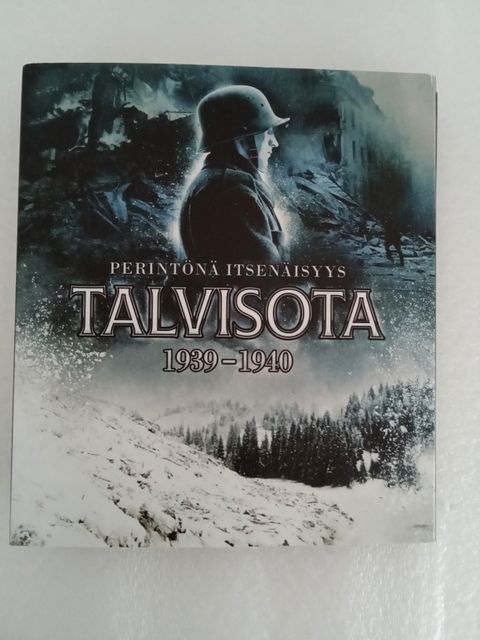 PERINTÖNÄ ITSENÄISYYS
TALVISOTA
1939–1940